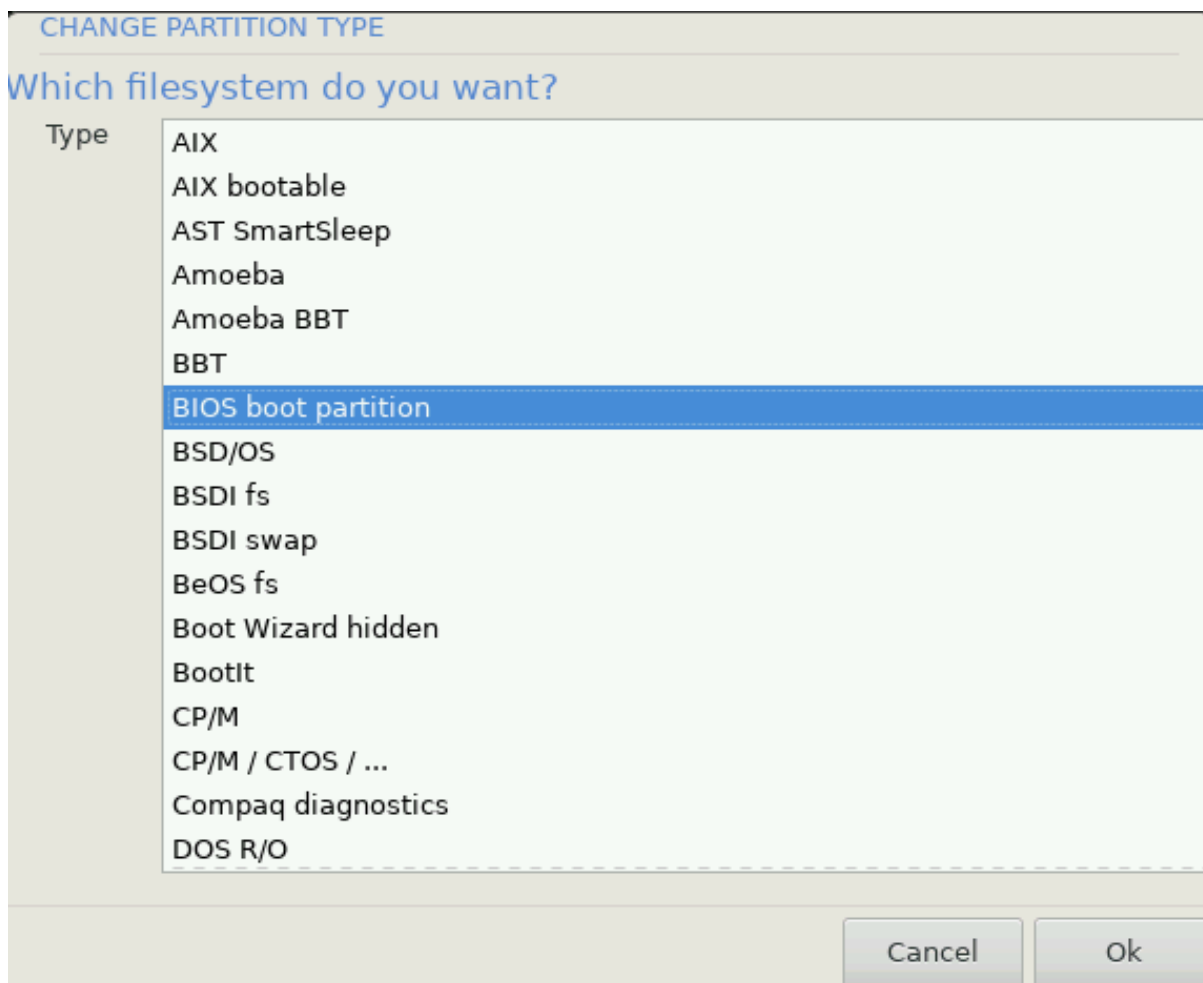 CHANGE PARTITION TYPE
Which filesystem do you want?
Type
AIX
AIX bootable
AST SmartSleep
Amoeba
Amoeba BBT
BBT
BIOS boot partition
BSD/OS
BSDI fs
BSDI swap
BeOS fs
Boot Wizard hidden
BootIt
CP/M
CP/M / CTOS / ...
Compaq diagnostics
DOS R/O
Cancel
Ok